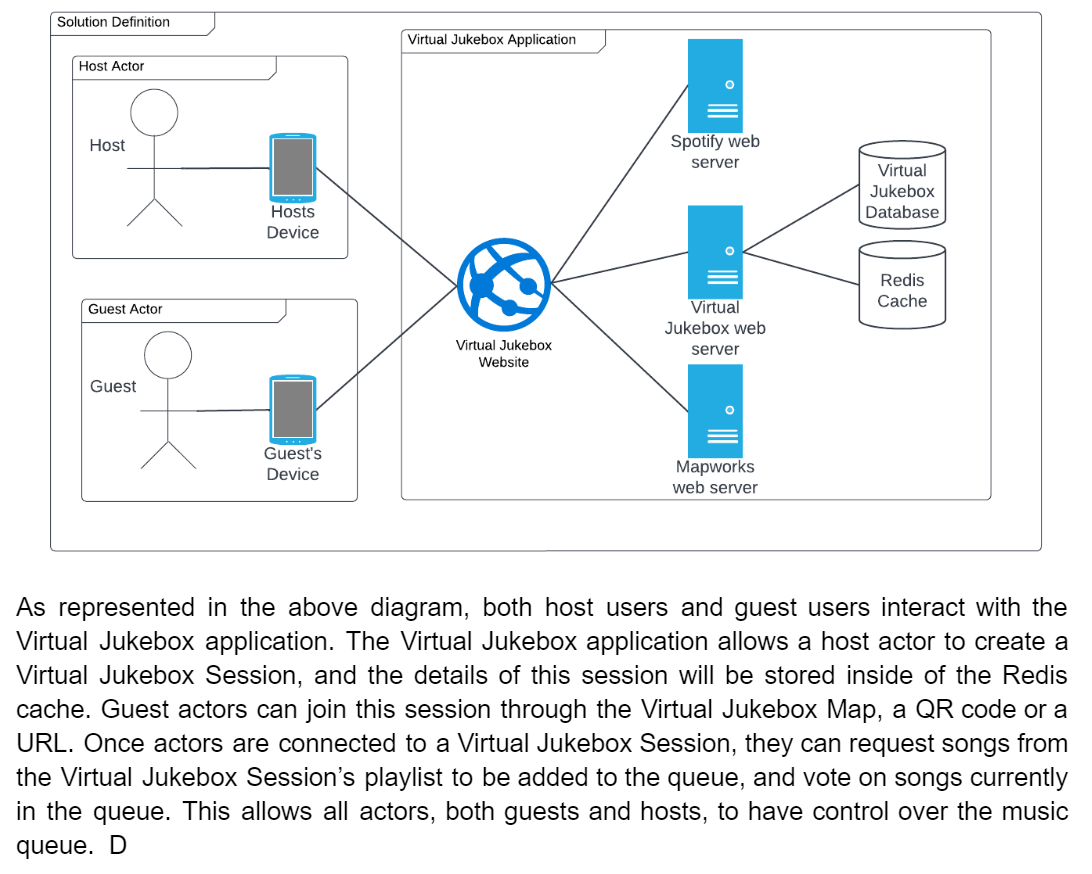 Solution Definition
Virtual Jukebox Application
Host Actor
Host
Hosts
Device
Guest Actor
Guest
Guest's
Device
Virtual Jukebox
Website
Spotify web
server
Virtual
Jukebox web
server
Mapworks
web server
Virtual
Jukebox
Database
Redis
Cache
As represented in the above diagram, both host users and guest users interact with the
Virtual Jukebox application. The Virtual Jukebox application allows a host actor to create a
Virtual Jukebox Session, and the details of this session will be stored inside of the Redis
cache. Guest actors can join this session through the Virtual Jukebox Map, a QR code or a
URL. Once actors are connected to a Virtual Jukebox Session, they can request songs from
the Virtual Jukebox Session’s playlist to be added to the queue, and vote on songs currently
in the queue. This allows all actors, both guests and hosts, to have control over the music
queue.  D